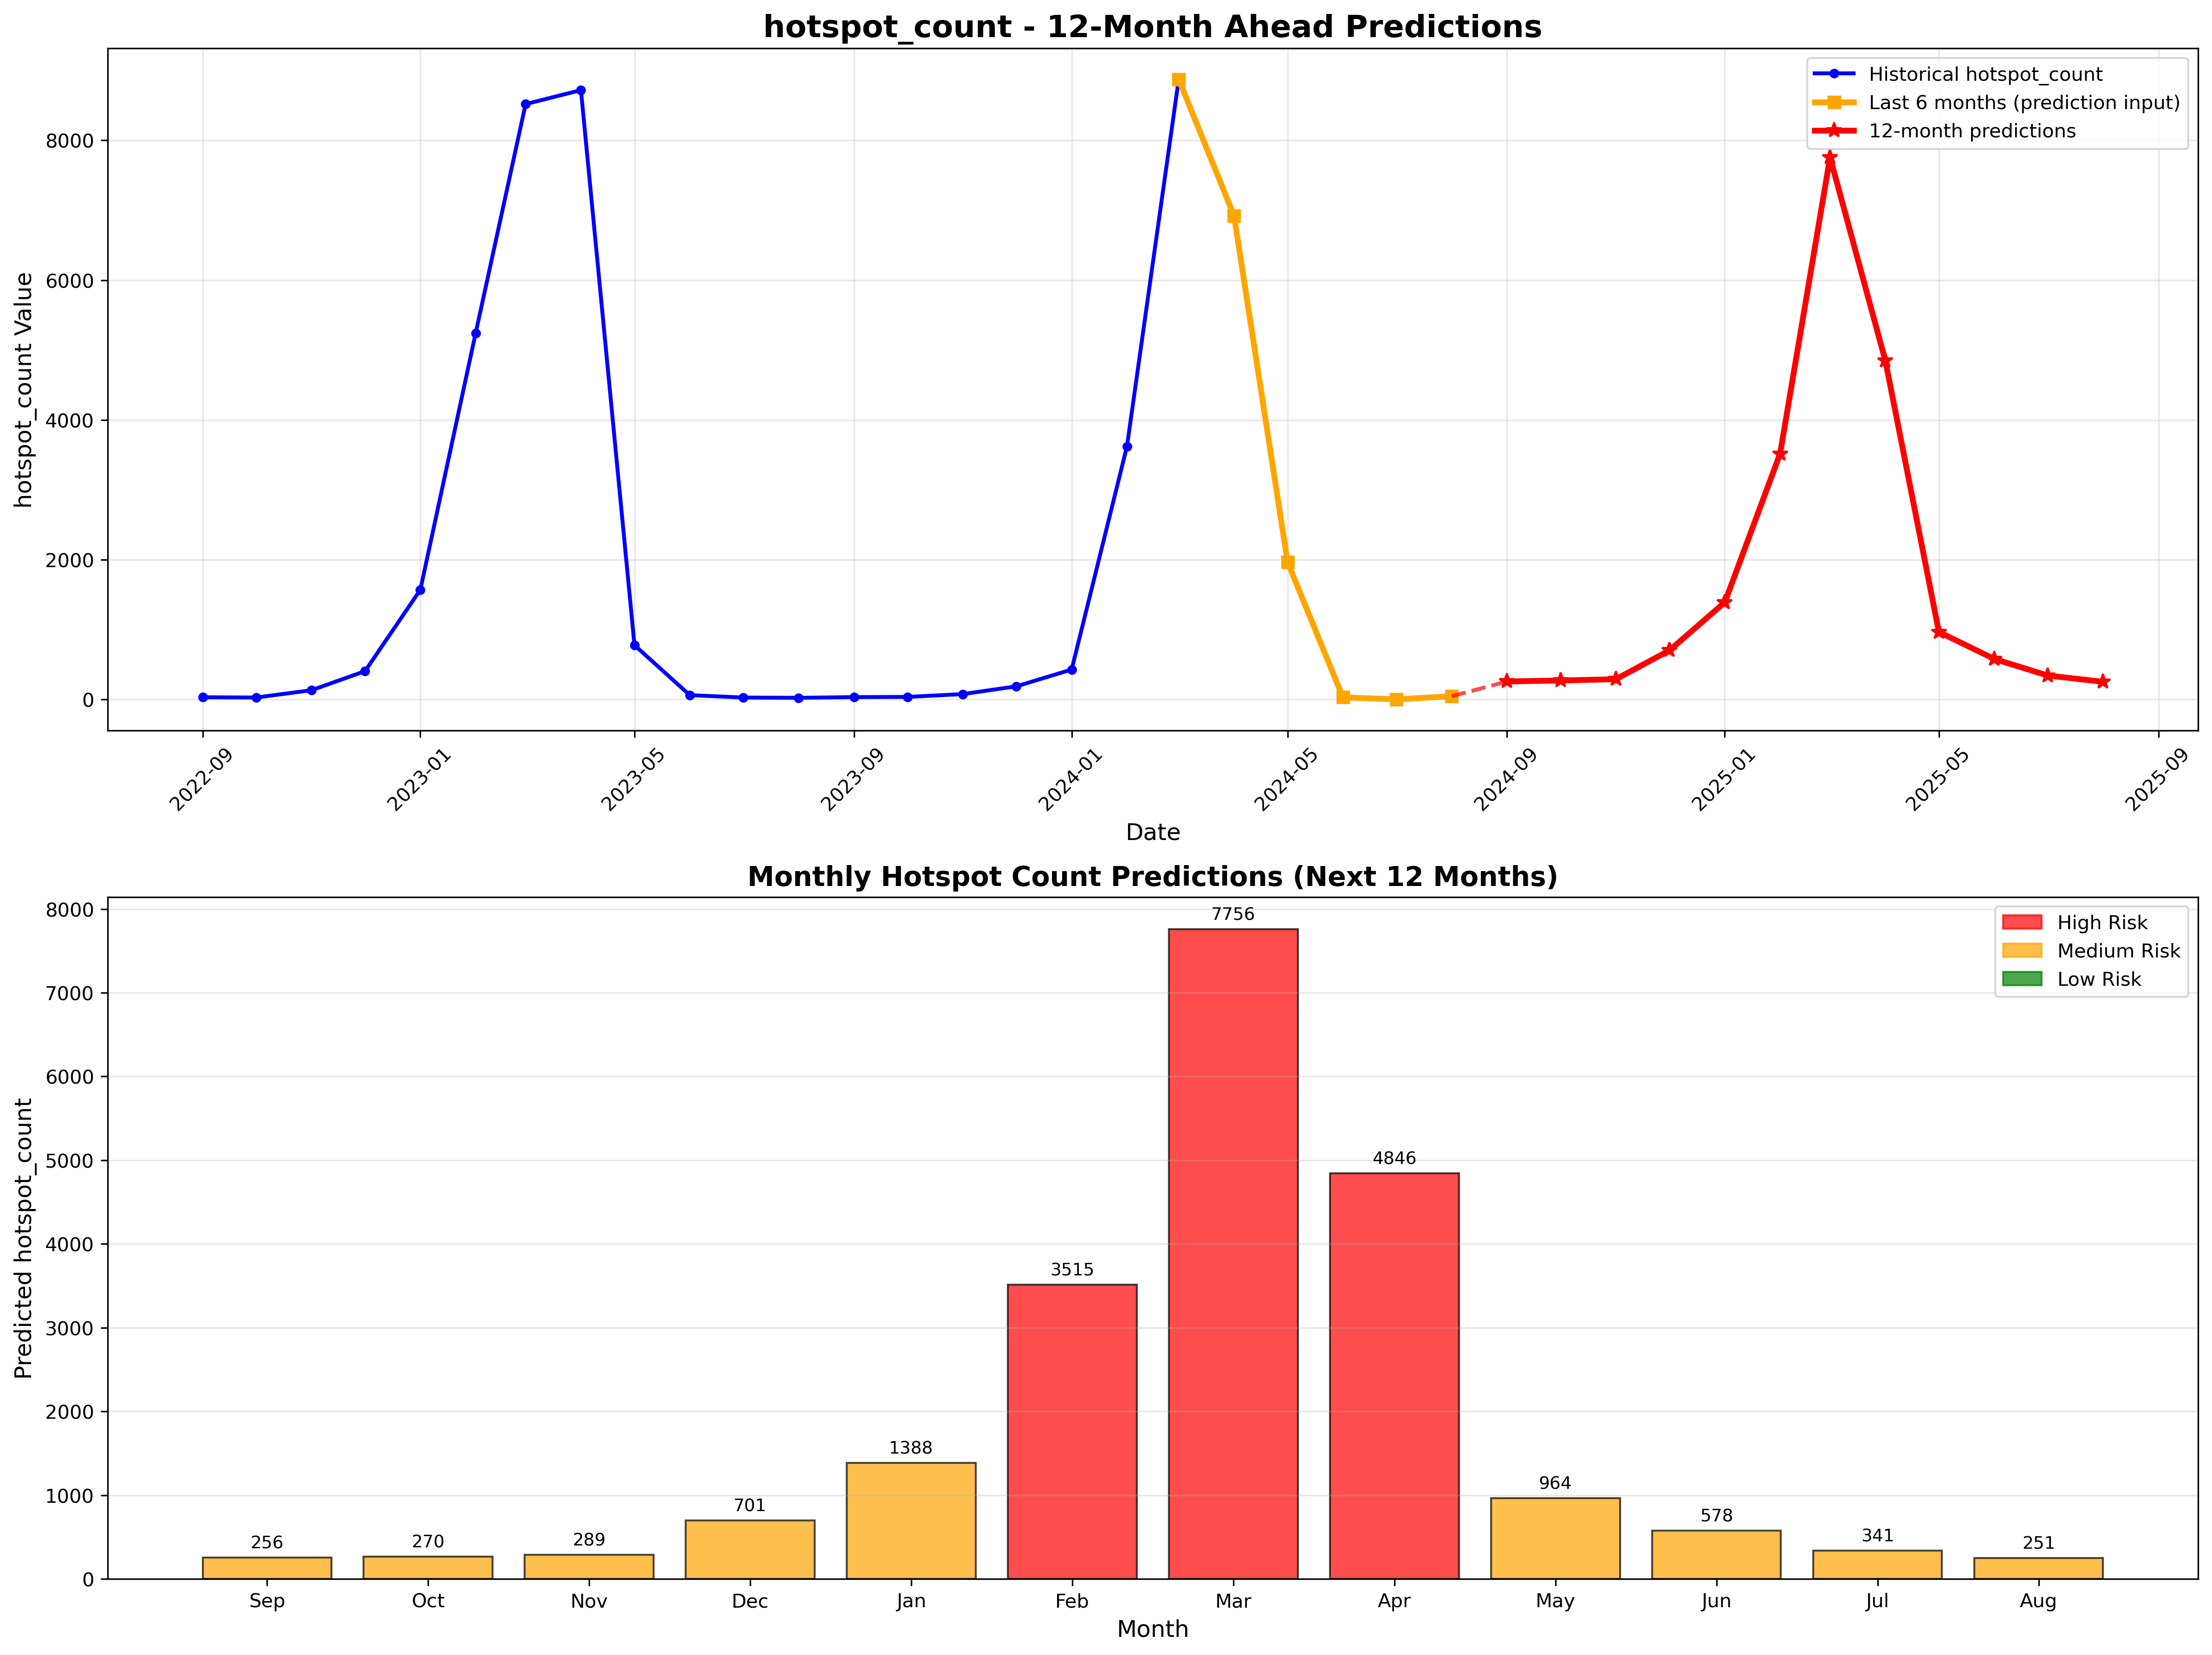 hotspot_count - 12-Month Ahead Predictions
hotspot_count Value
8000
6000
4000
2000
0
Historical hotspot_count
Last 6 months (prediction input)
12-month predictions
2022-09
2023-01
2023-05
2023-09
2024-01
2024-05
2024-09
2025-01
2025-05
2025-09
Date
Monthly Hotspot Count Predictions (Next 12 Months)
Predicted hotspot_count
8000
7000
6000
5000
4000
3000
2000
1000
0
High Risk
Medium Risk
Low Risk
256
270
289
701
1388
3515
7756
4846
964
578
341
251
Sep
Oct
Nov
Dec
Jan
Feb
Mar
Apr
May
Jun
Jul
Aug
Month